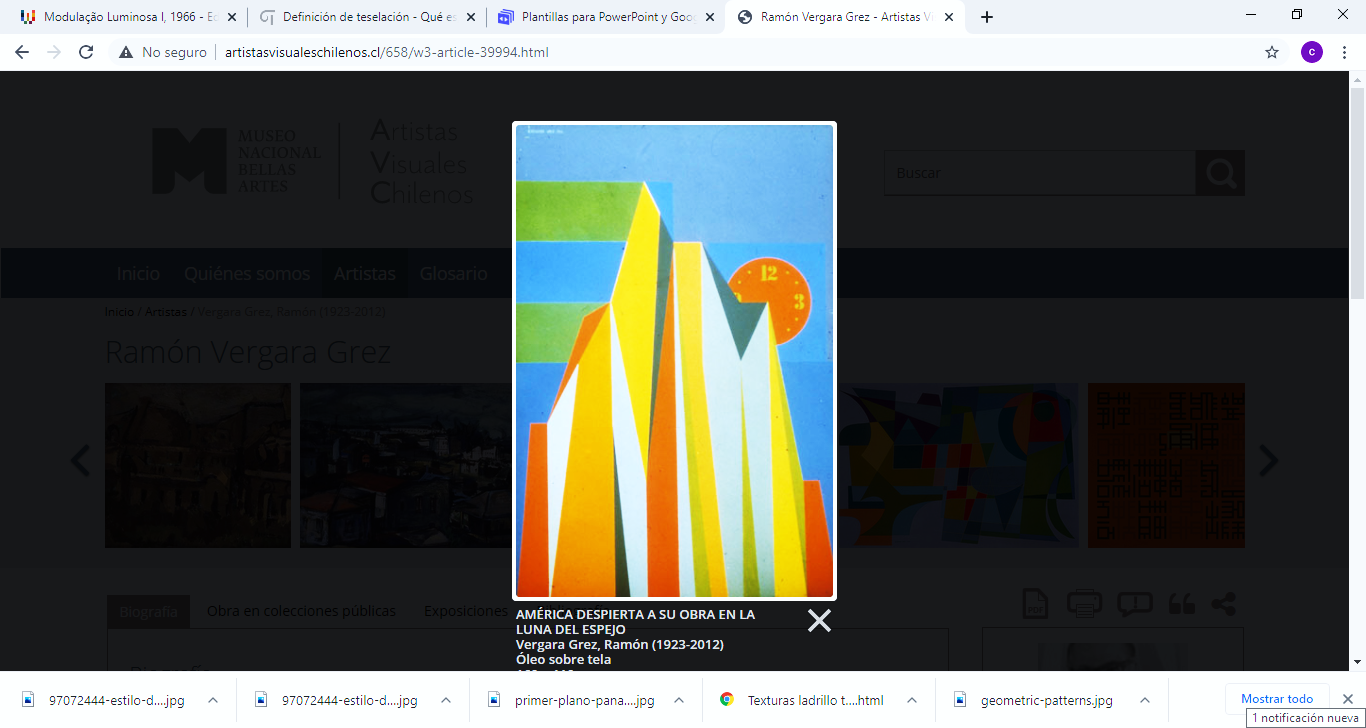 Modulação Luminosa I, 1966 - Ec
Definición de teselación - Qué es
Plantillas para PowerPoint y Goo
Ramón Vergara Grez - Artistas Vi
No seguro
artistasvisualeschilenos.cl/658/w3-article-39994.html
c
MUSEO
NACIONAL
BELLAS
ARTES
Artistas
Visuales
Chilenos
Buscar
Inicio
Quiénes somos
Artistas
Glosario
Inicio / Artistas / Vergara Grez, Ramón (1923-2012)
Ramón Vergara Grez
12
3
9
Biografía
Obra en colecciones públicas
Exposiciones
PDF
Biografía
AMÉRICA DESPIERTA A SU OBRA EN LA
LUNA DEL ESPEJO
Vergara Grez, Ramón (1923-2012)
Óleo sobre tela
97072444-estilo-d....jpg
97072444-estilo-d....jpg
primer-plano-pana....jpg
Texturas ladrillo t....html
geometric-patterns.jpg
Mostrar todo
1 notificación nueva